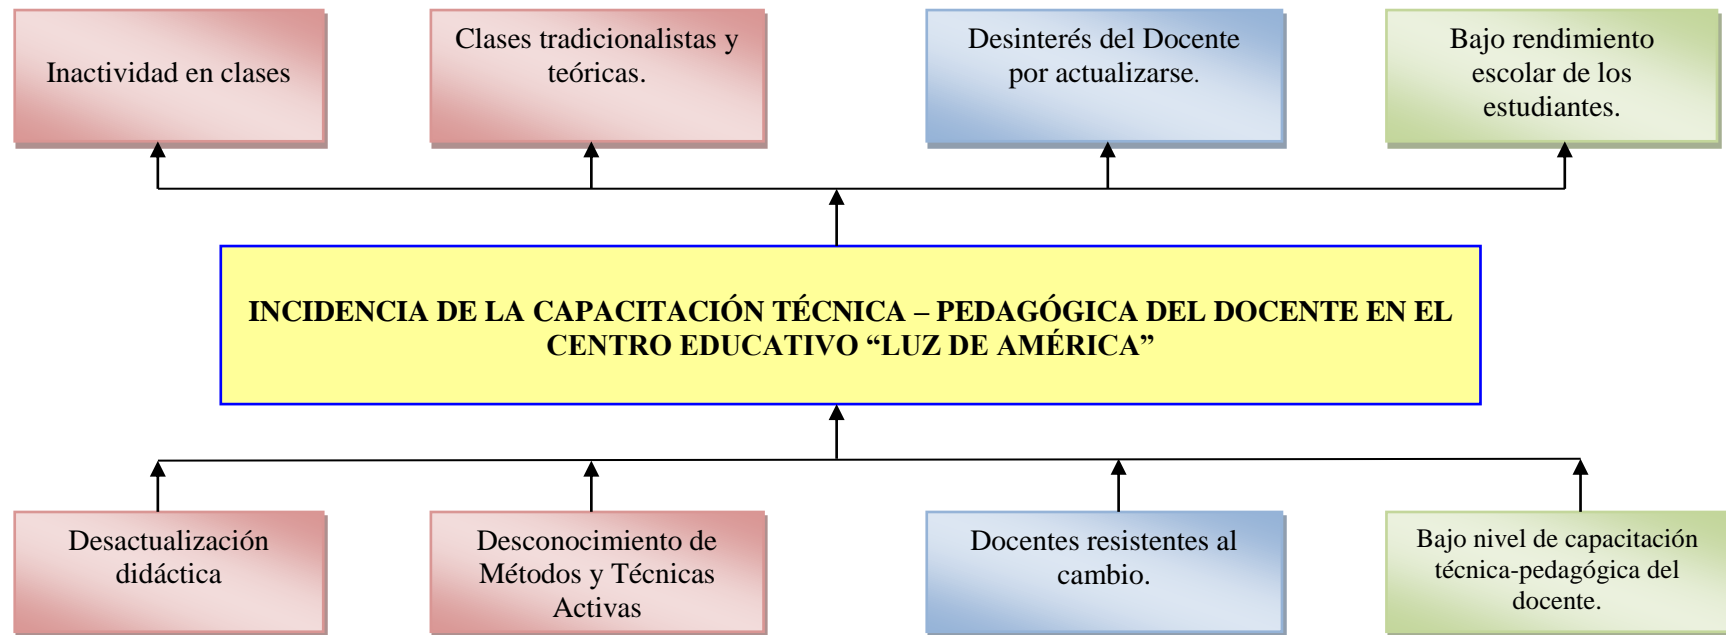 Inactividad en clases
Clases tradicionalistas y
teóricas.
Desinterés del Docente
por actualizarse.
Bajo rendimiento
escolar de los
estudiantes.
INCIDENCIA DE LA CAPACITACIÓN TÉCNICA – PEDAGÓGICA DEL DOCENTE EN EL
CENTRO EDUCATIVO “LUZ DE AMÉRICA”
Desactualización
didáctica
Desconocimiento de
Métodos y Técnicas
Activas
Docentes resistentes al
cambio.
Bajo nivel de capacitación
técnica-pedagógica del
docente.